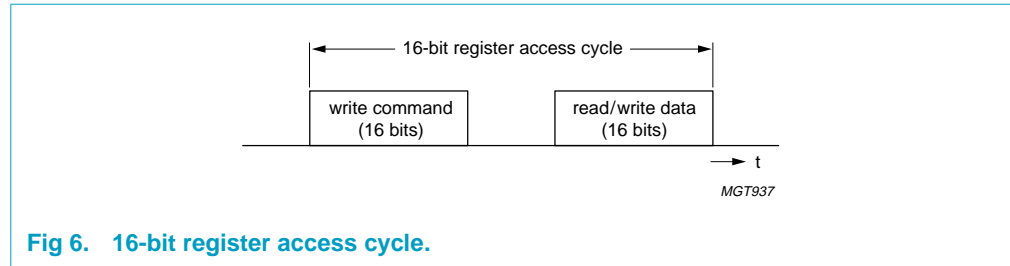 16-bit register access cycle
write command
(16 bits)
read/write data
(16 bits)
t
MGT937
Fig 6. 16-bit register access cycle.